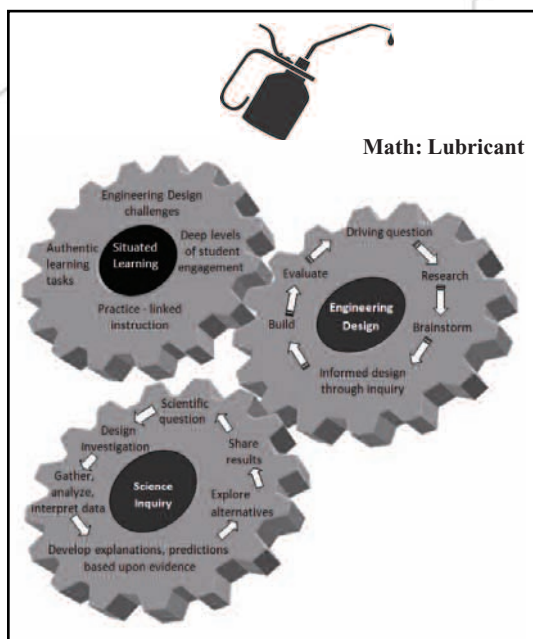 Math: Lubricant
Engineering Design
challenges
Authentic
learning
tasks
Situated
Learning
Deep levels
of student
engagement
Practice - linked
instruction
Driving question
Research
Brainstorm
Informed design
through inquiry
Build
Evaluate
Engineering
Design
Scientific
question
Design
investigation
Gather,
analyze,
interpret data
Develop explanations, predictions
based upon evidence
Explore
alternatives
Share
results
Science
Inquiry